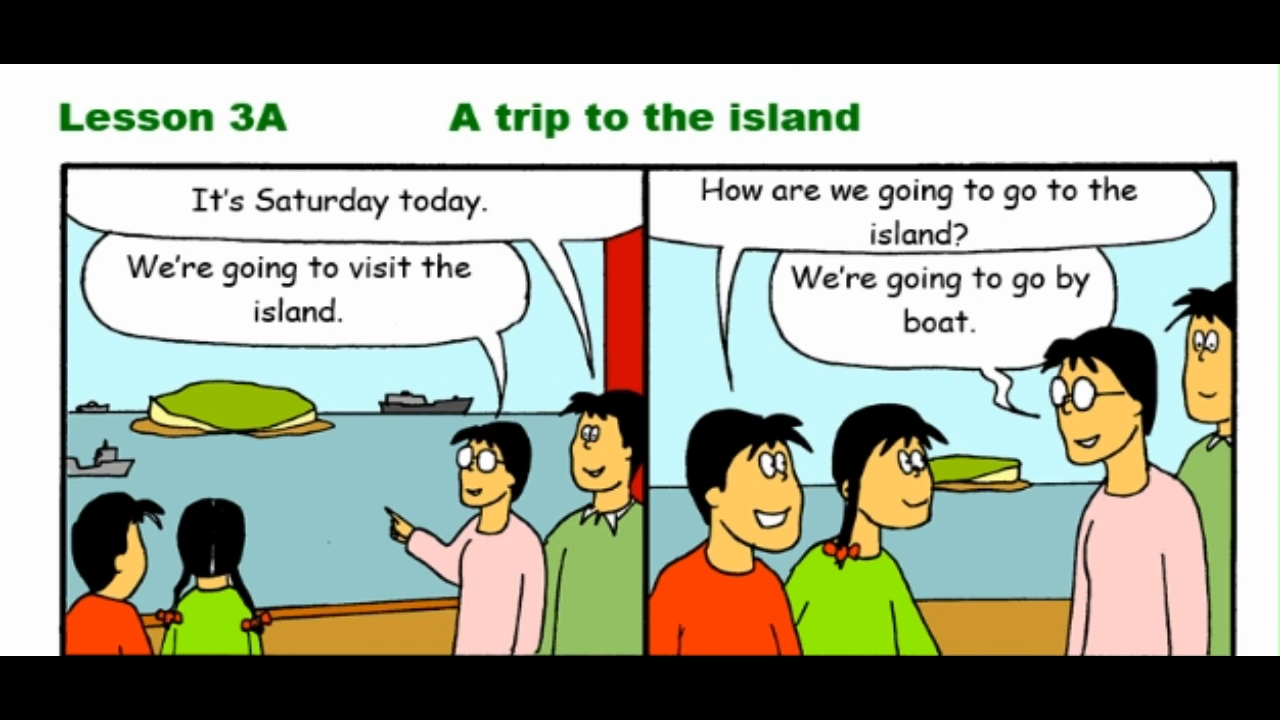 Lesson 3A A trip to the island
It's Saturday today.
We're going to visit the
island.
How are we going to go to the
island?
We're going to go by
boat.